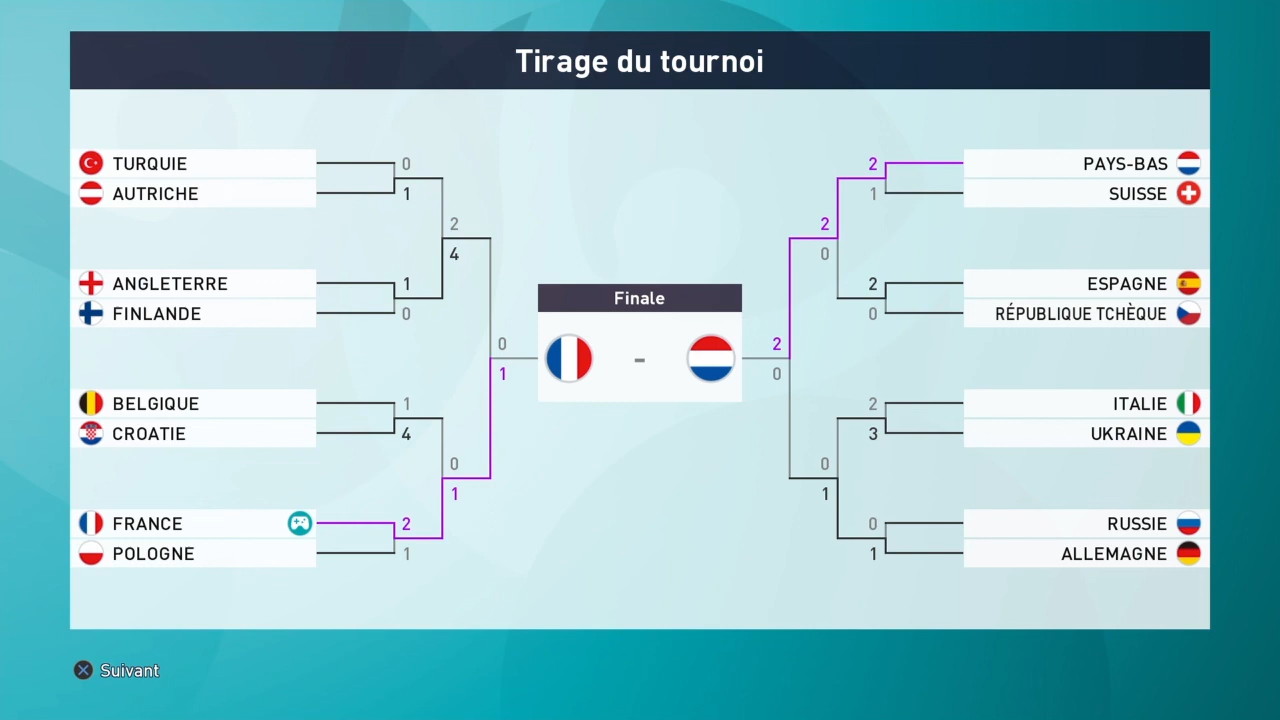 Tirage du tournoi
TURQUIE 0
AUTRICHE 1
2
4
ANGLETERRE 1
FINLANDE 0
0
1
BELGIQUE 1
CROATIE 4
0
1
FRANCE 2
POLOGNE 1
Finale
-
2 PAYS-BAS
1 SUISSE
2
0
2 ESPAGNE
0 RÉPUBLIQUE TCHÈQUE
2
0
2 ITALIE
3 UKRAINE
0
1
0 RUSSIE
1 ALLEMAGNE
Suivant